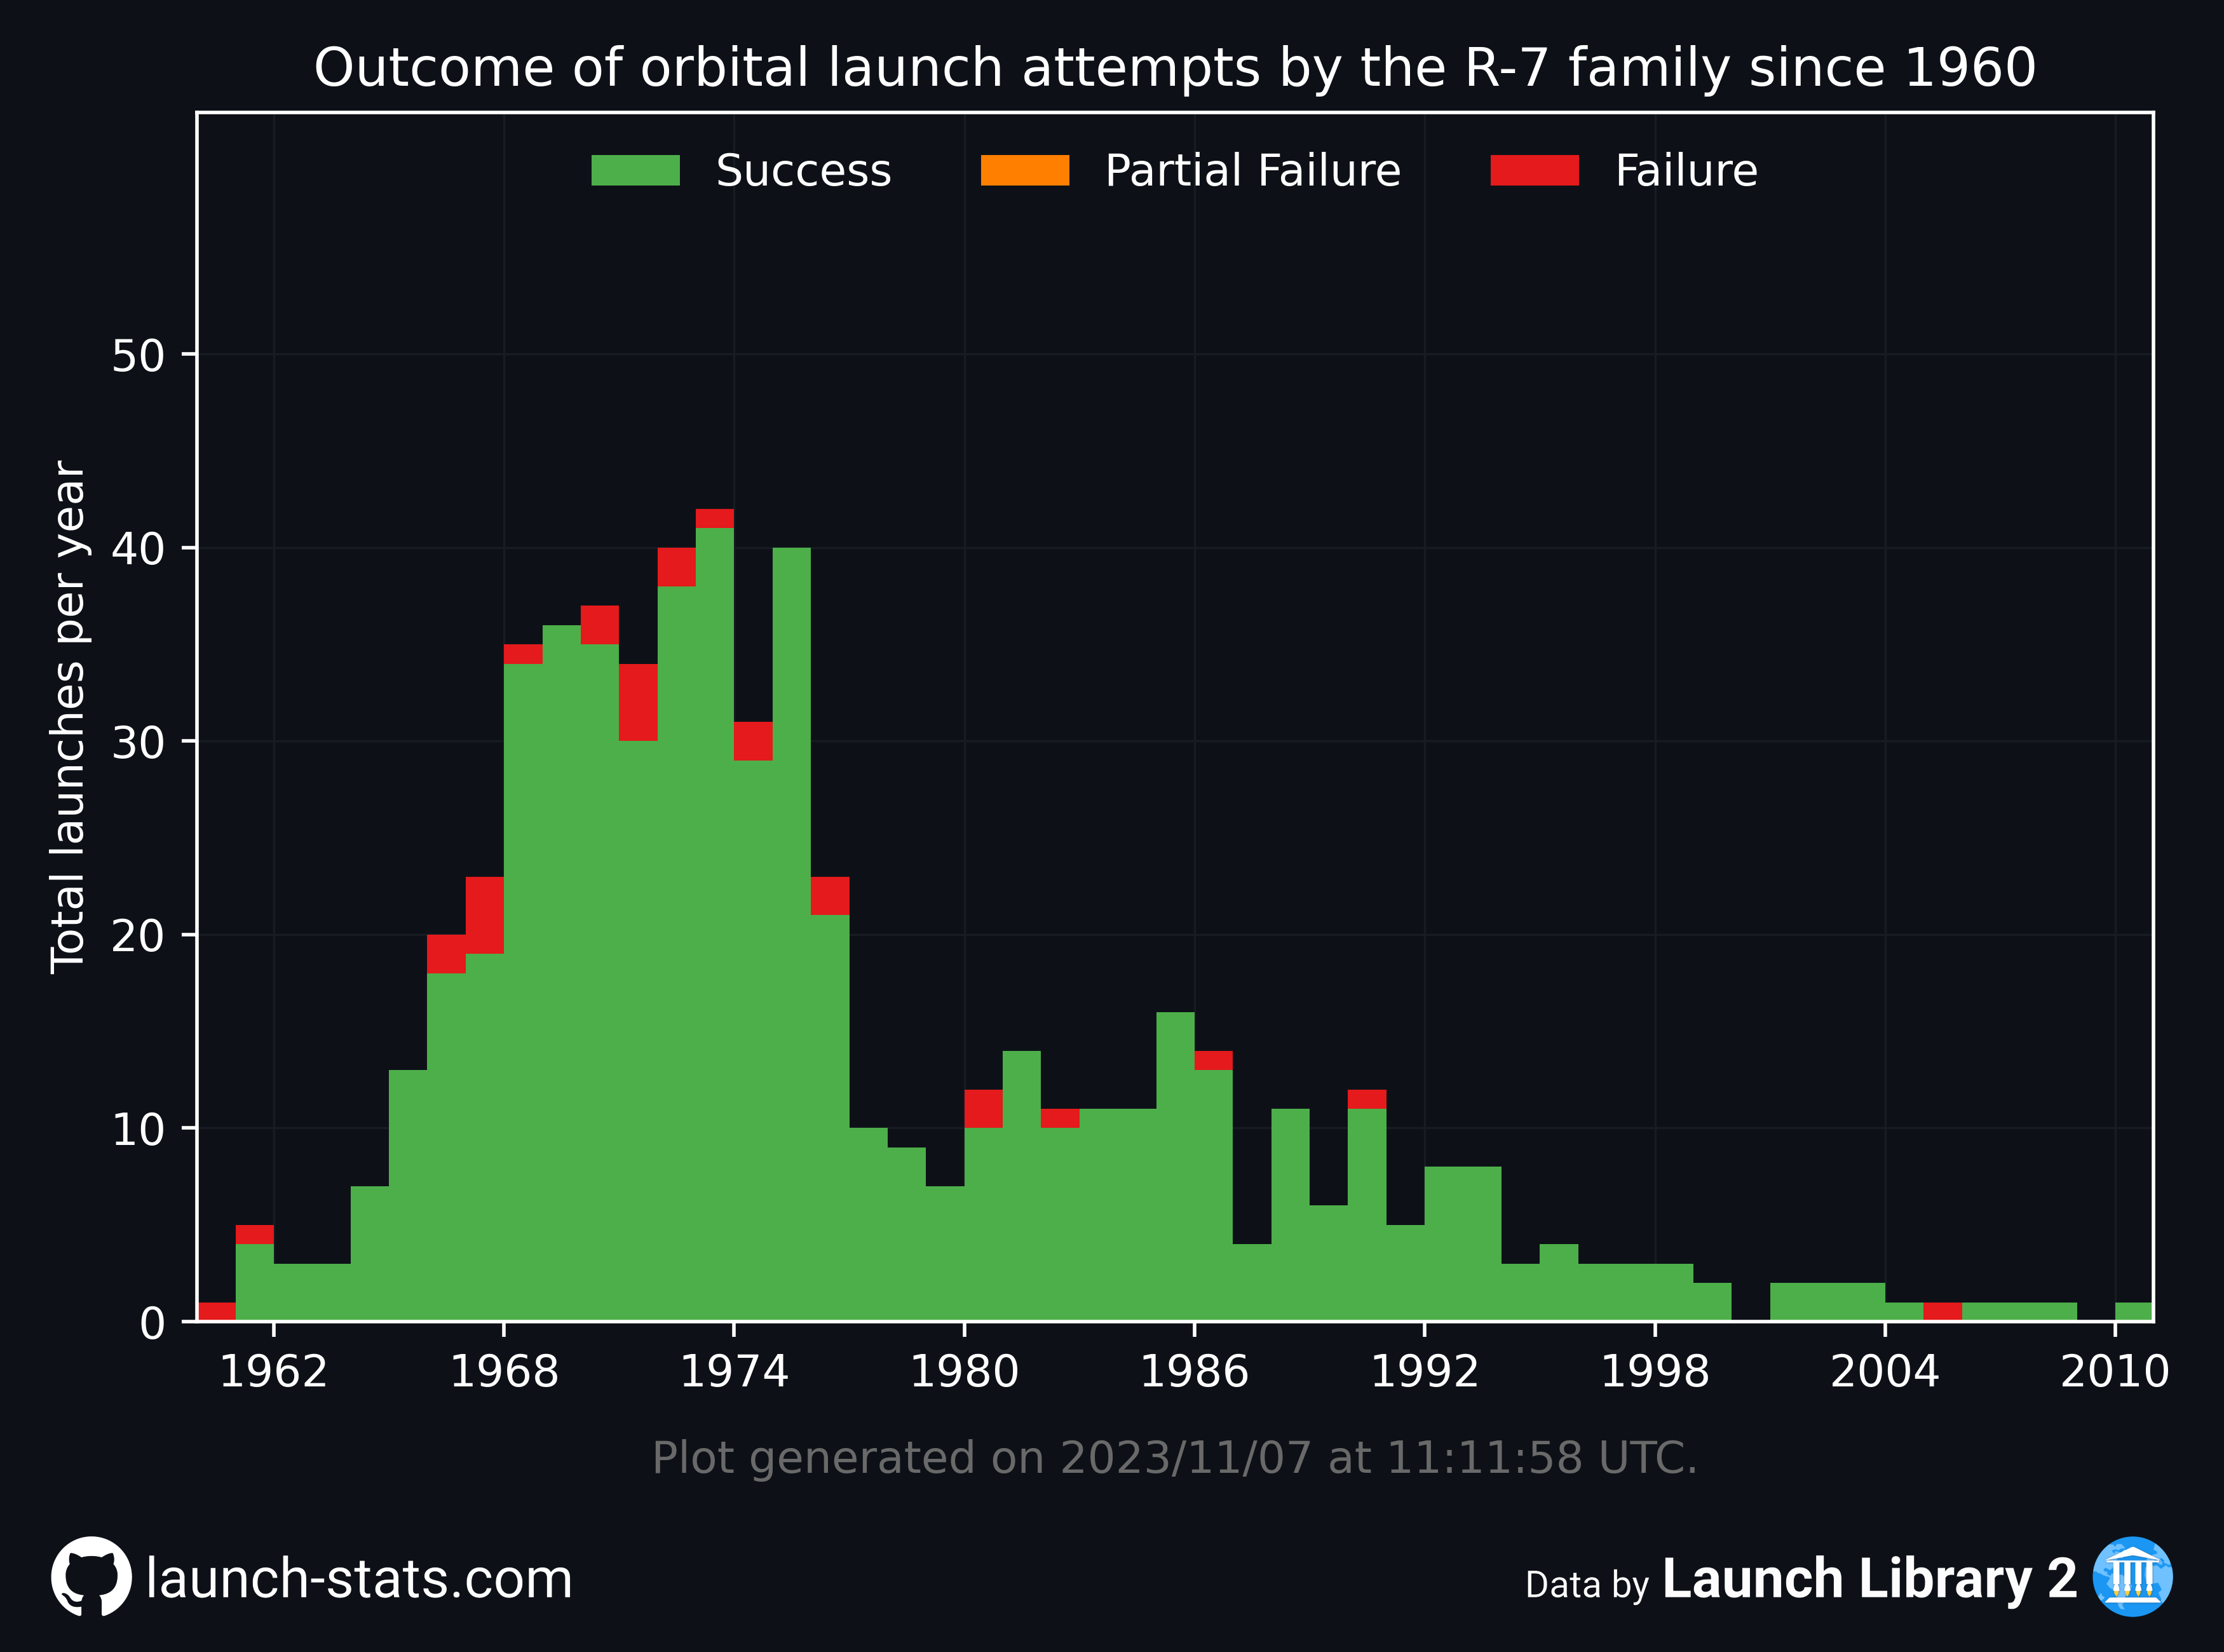 Outcome of orbital launch attempts by the R-7 family since 1960
Success Partial Failure Failure
Total launches per year
50
40
30
20
10
0
1962 1968 1974 1980 1986 1992 1998 2004 2010
Plot generated on 2023/11/07 at 11:11:58 UTC.
launch-stats.com
Data by Launch Library 2